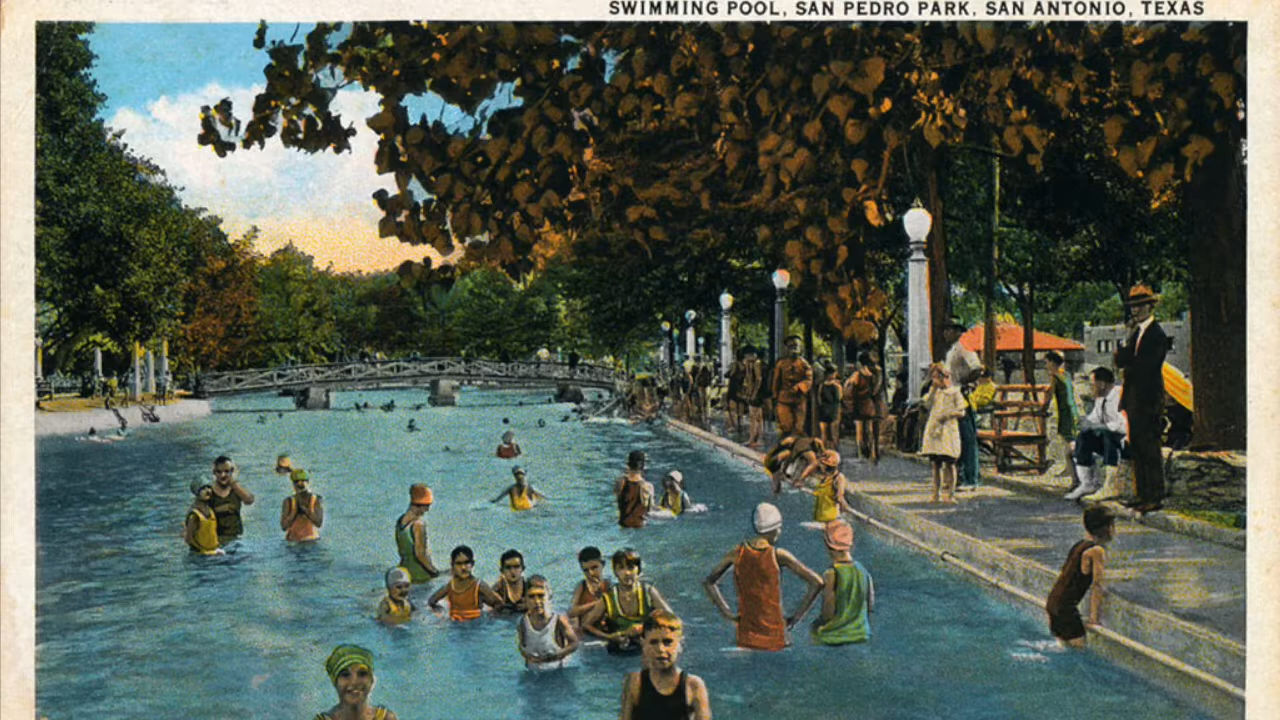 SWIMMING POOL, SAN PEDRO PARK, SAN ANTONIO, TEXAS